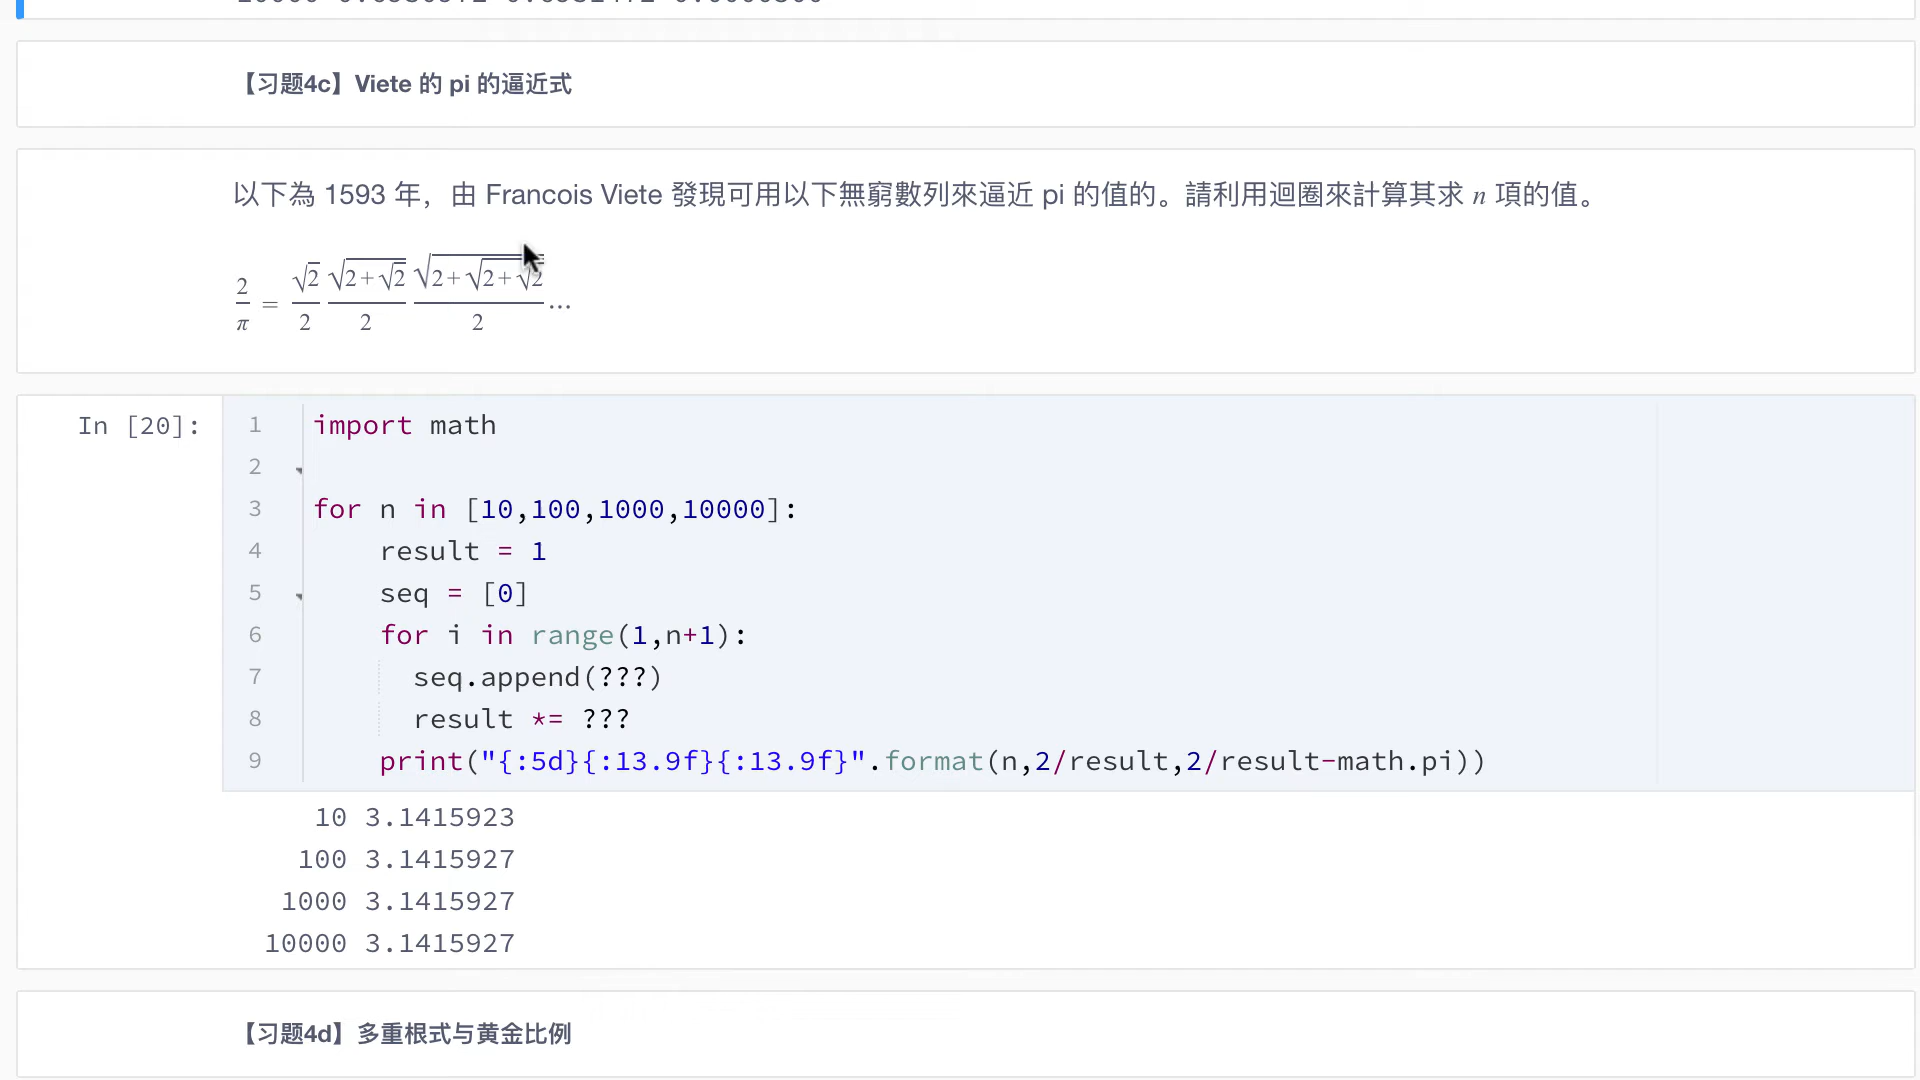 【习题4c】Viete 的 pi 的逼近式
以下為 1593 年，由 Francois Viete 發現可用以下無窮數列來逼近 pi 的值的。請利用迴圈來計算其求 n 項的值。
2/π = √2/2 √(2+√2)/2 √(2+√(2+√2))/2 ...
In [20]:
1 import math
2
3 for n in [10,100,1000,10000]:
4 result = 1
5 seq = [0]
6 for i in range(1,n+1):
7 seq.append(???)
8 result *= ???
9 print("{:5d}{:13.9f}{:13.9f}".format(n,2/result,2/result-math.pi))
10 3.1415923
100 3.1415927
1000 3.1415927
10000 3.1415927
【习题4d】多重根式与黄金比例